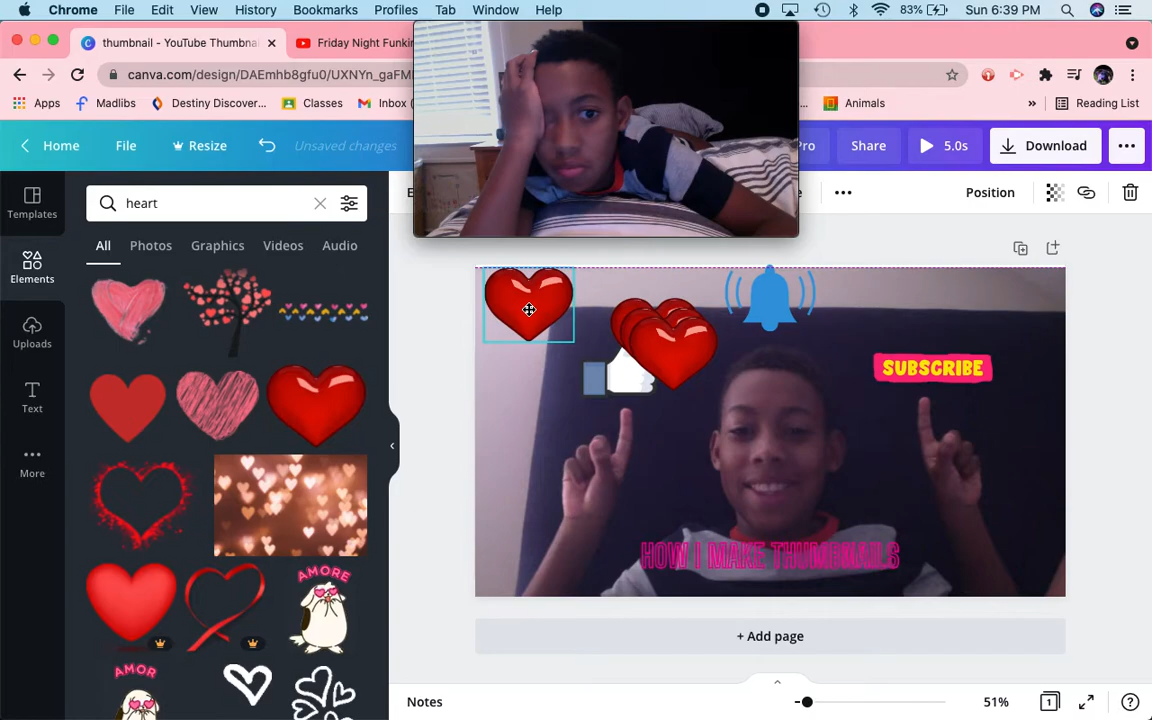 Chrome File Edit View History Bookmarks Profiles Tab Window Help 83% Sun 6:39 PM
thumbnail - YouTube Thumbna
Friday Night Funkin
canva.com/design/DAEmhb8gfu0/UXNYn_gaFM
Apps Madlibs Destiny Discover... Classes Inbox ( Animals » Reading List
Home File Resize Unsaved changes Pro Share 5.0s Download
Templates
Elements
Uploads
Text
More
heart
All Photos Graphics Videos Audio
Position
AMORE
AMOR
SUBSCRIBE
HOW I MAKE THUMBNAILS
+ Add page
Notes
51%
1